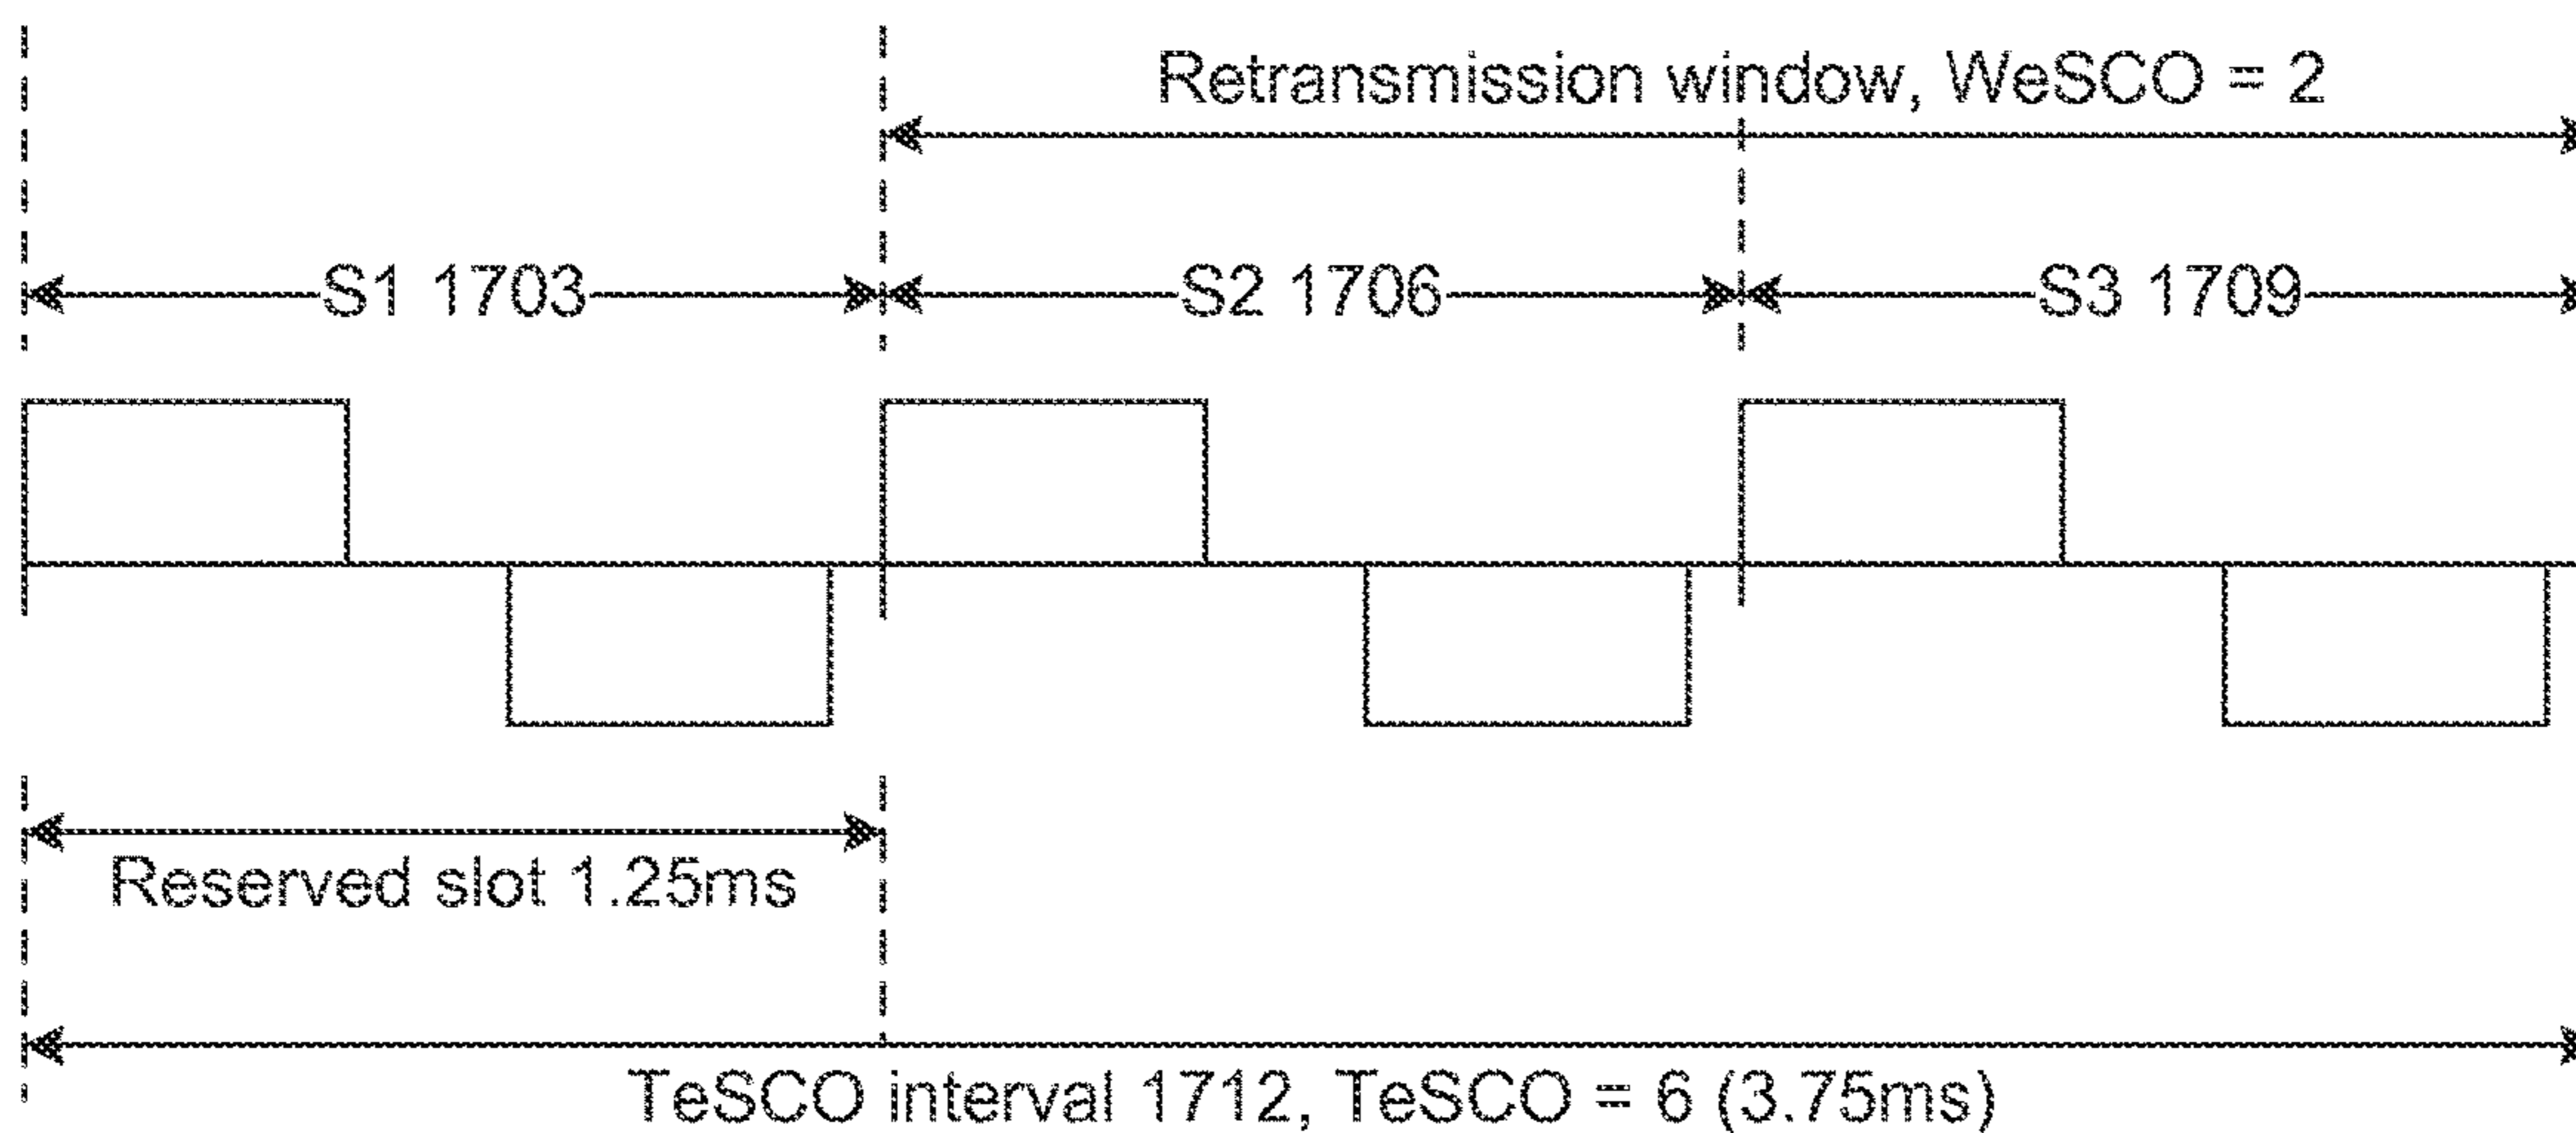 Retransmission window, WeSCO = 2
S1 1703
S2 1706
S3 1709
Reserved slot 1.25ms
TeSCO interval 1712, TeSCO = 6 (3.75ms)